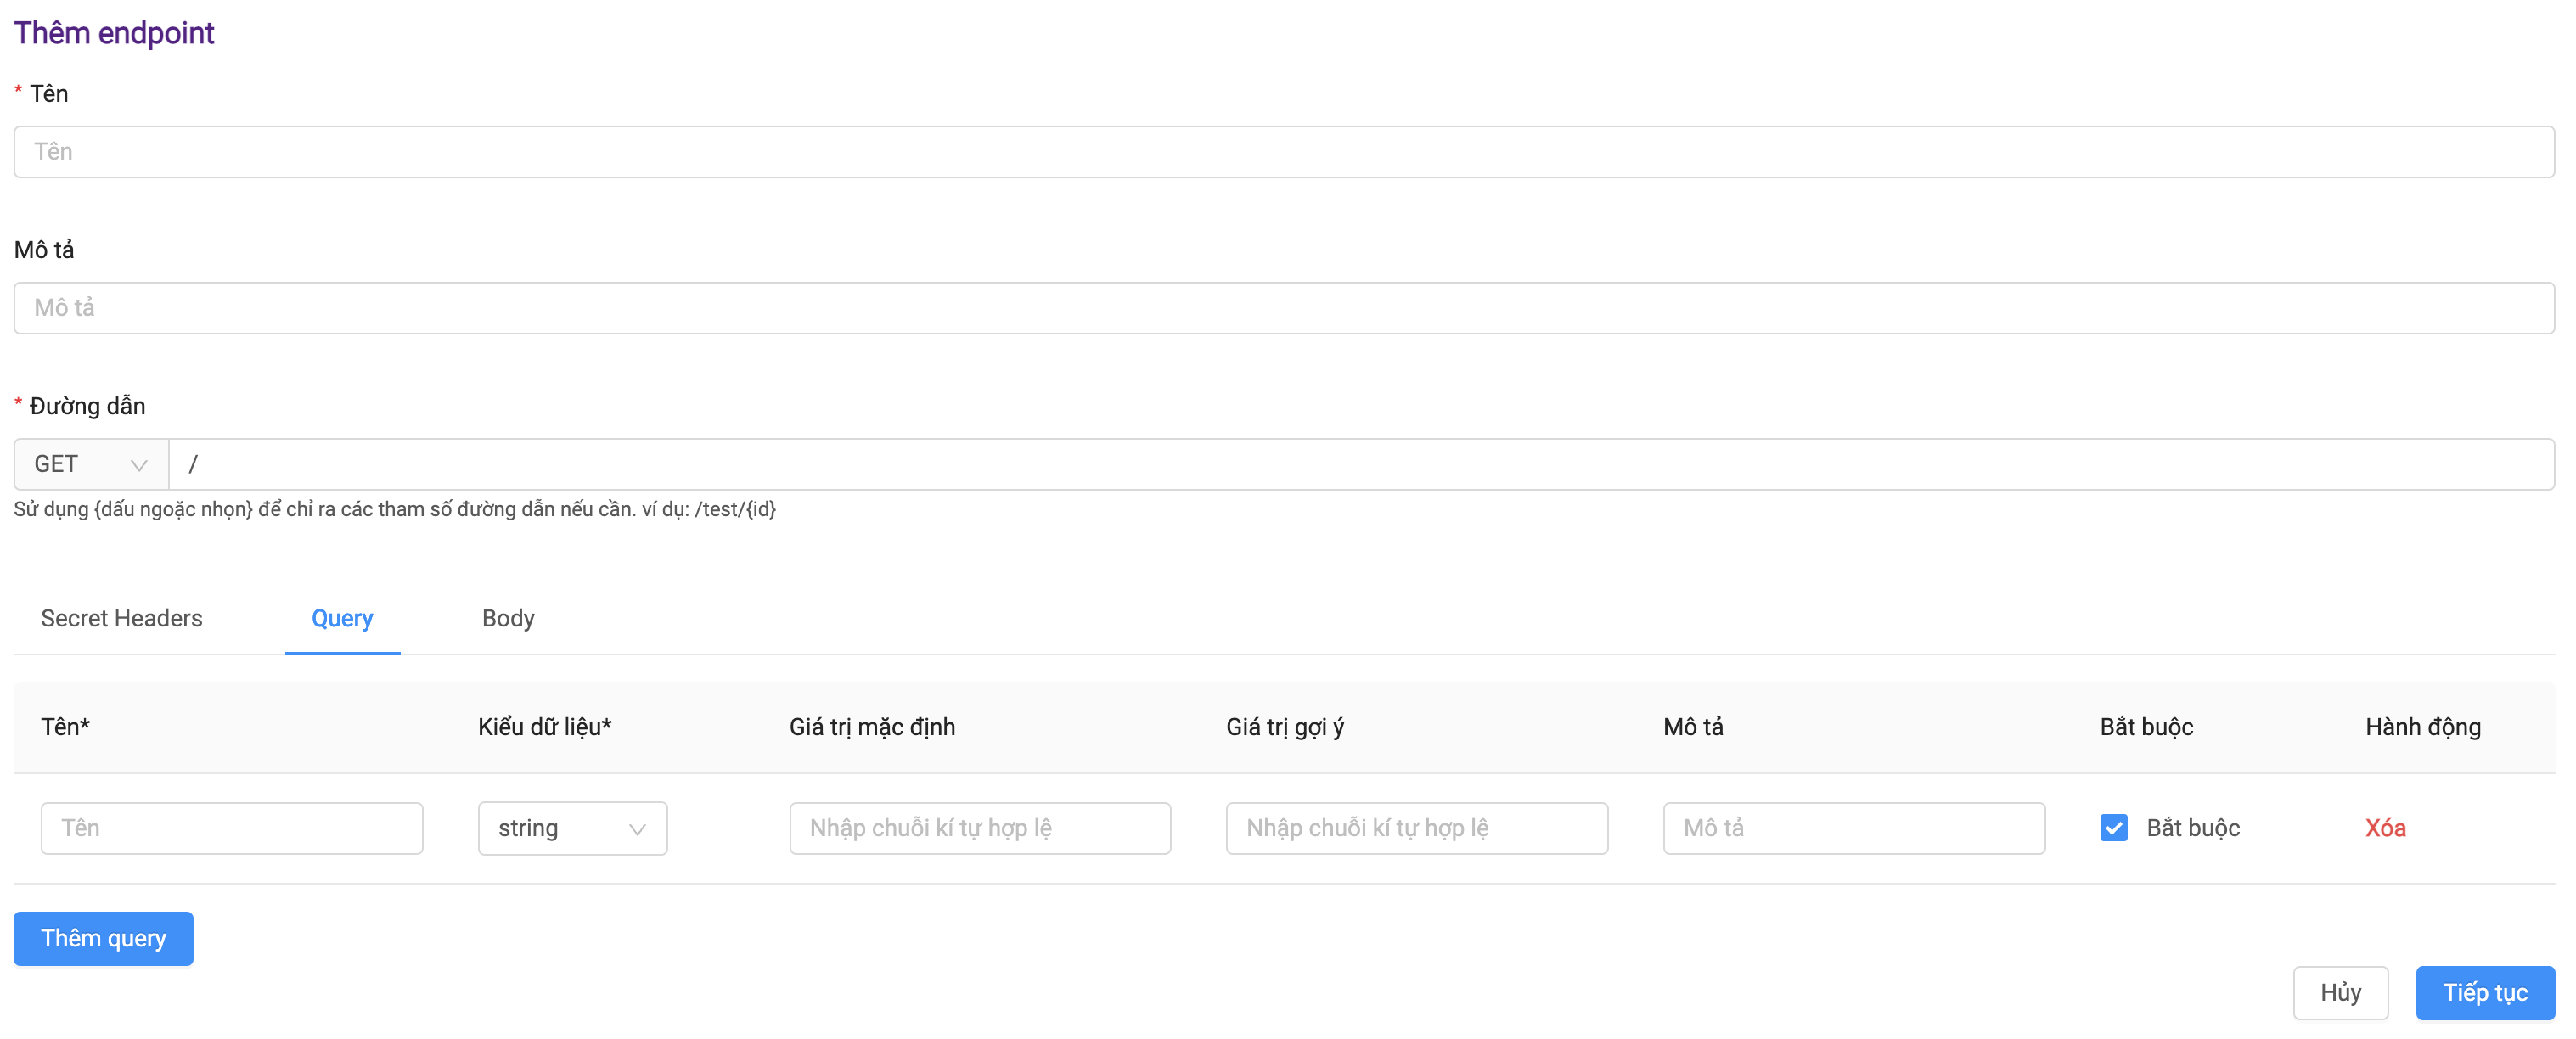 Thêm endpoint
* Tên
Tên
Mô tả
Mô tả
* Đường dẫn
GET /
Sử dụng {dấu ngoặc nhọn} để chỉ ra các tham số đường dẫn nếu cần. ví dụ: /test/{id}
Secret Headers Query Body
Tên* Kiểu dữ liệu* Giá trị mặc định Giá trị gợi ý Mô tả Bắt buộc Hành động
Tên string Nhập chuỗi kí tự hợp lệ Nhập chuỗi kí tự hợp lệ Mô tả Bắt buộc Xóa
Thêm query
Hủy Tiếp tục